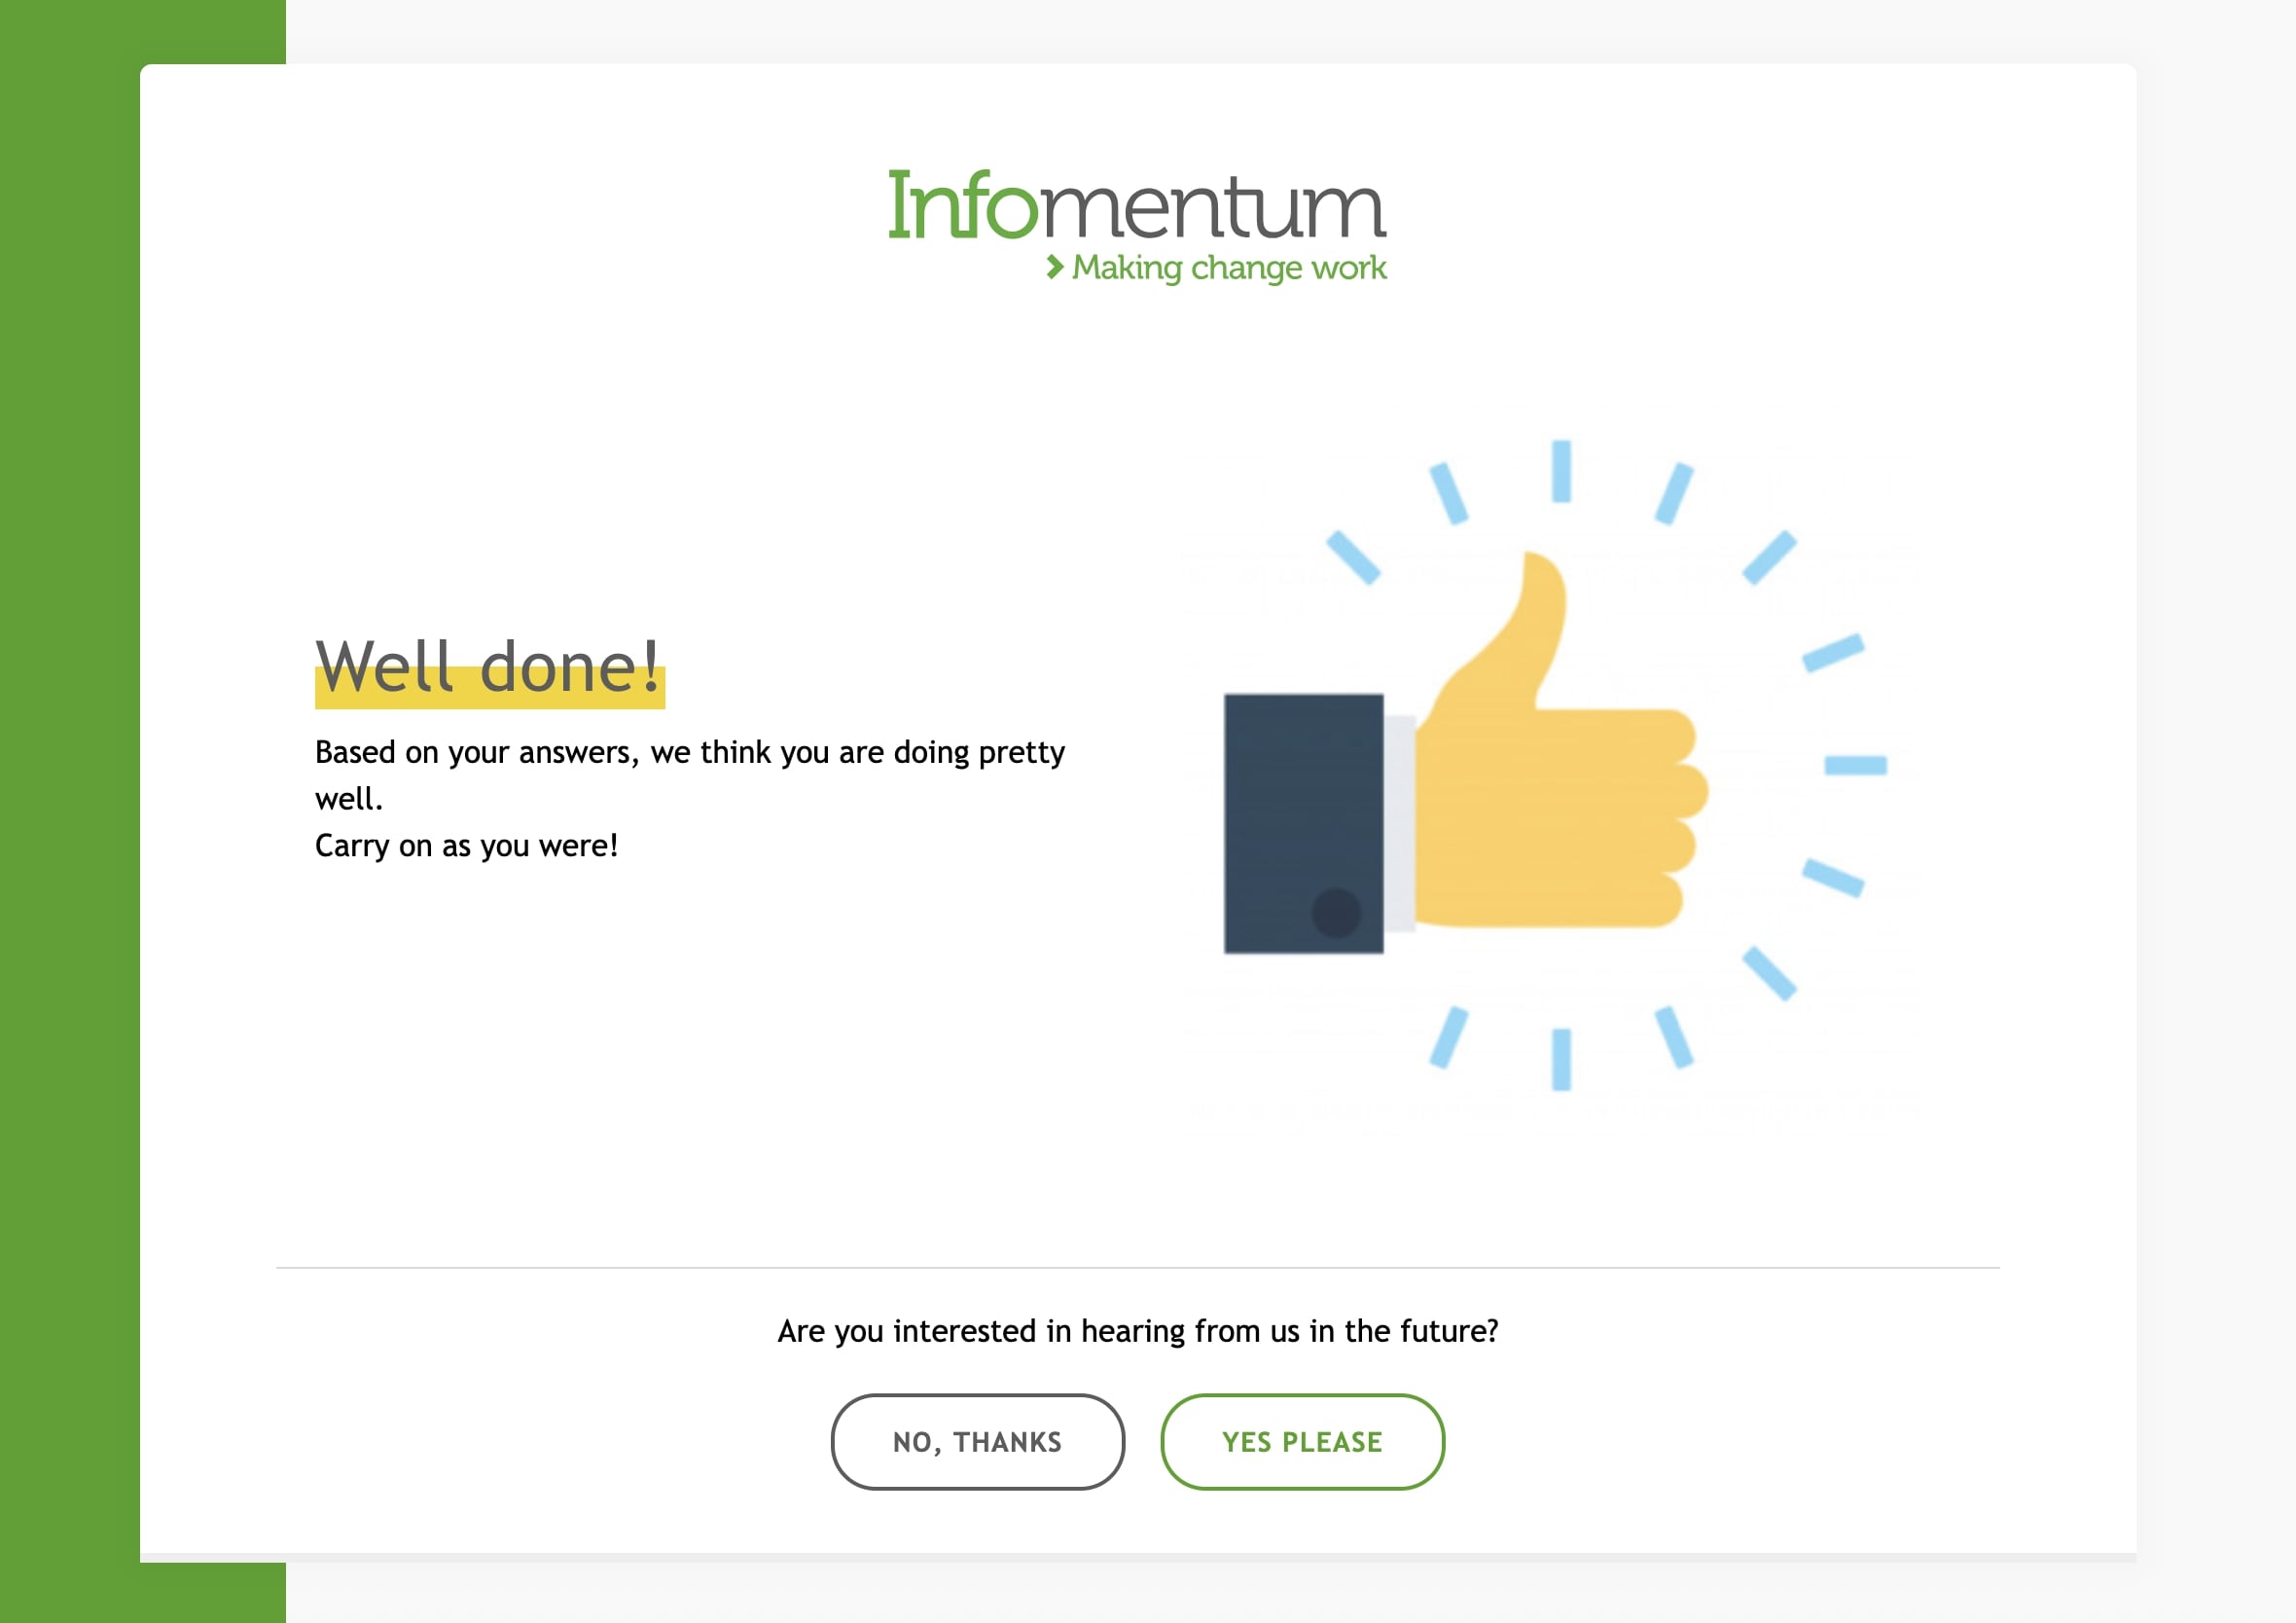 Infomentum
Making change work
Well done!
Based on your answers, we think you are doing pretty
well.
Carry on as you were!
Are you interested in hearing from us in the future?
NO, THANKS
YES PLEASE